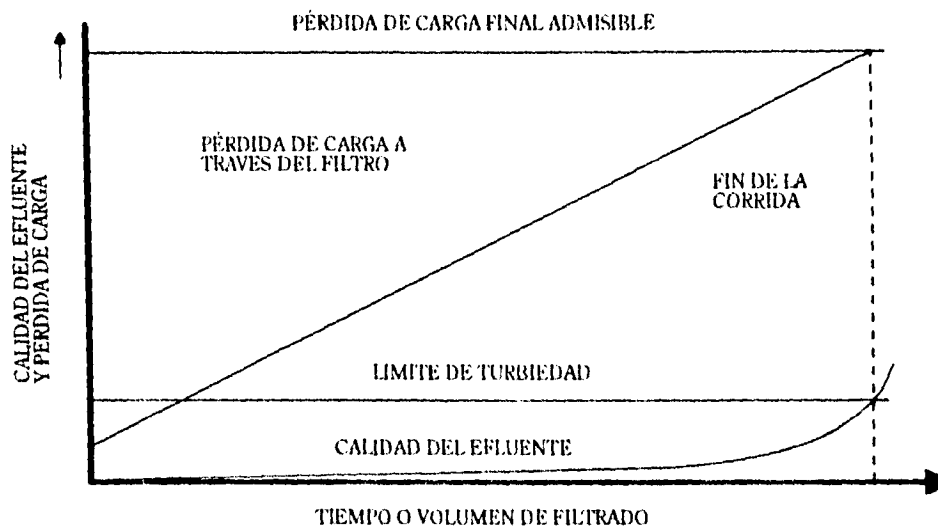 PÉRDIDA DE CARGA FINAL ADMISIBLE
PÉRDIDA DE CARGA A
TRAVES DEL FILTRO
FIN DE LA
CORRIDA
CALIDAD DEL EFLUENTE
Y PERDIDA DE CARGA
LIMITE DE TURBIEDAD
CALIDAD DEL EFLUENTE
TIEMPO O VOLUMEN DE FILTRADO